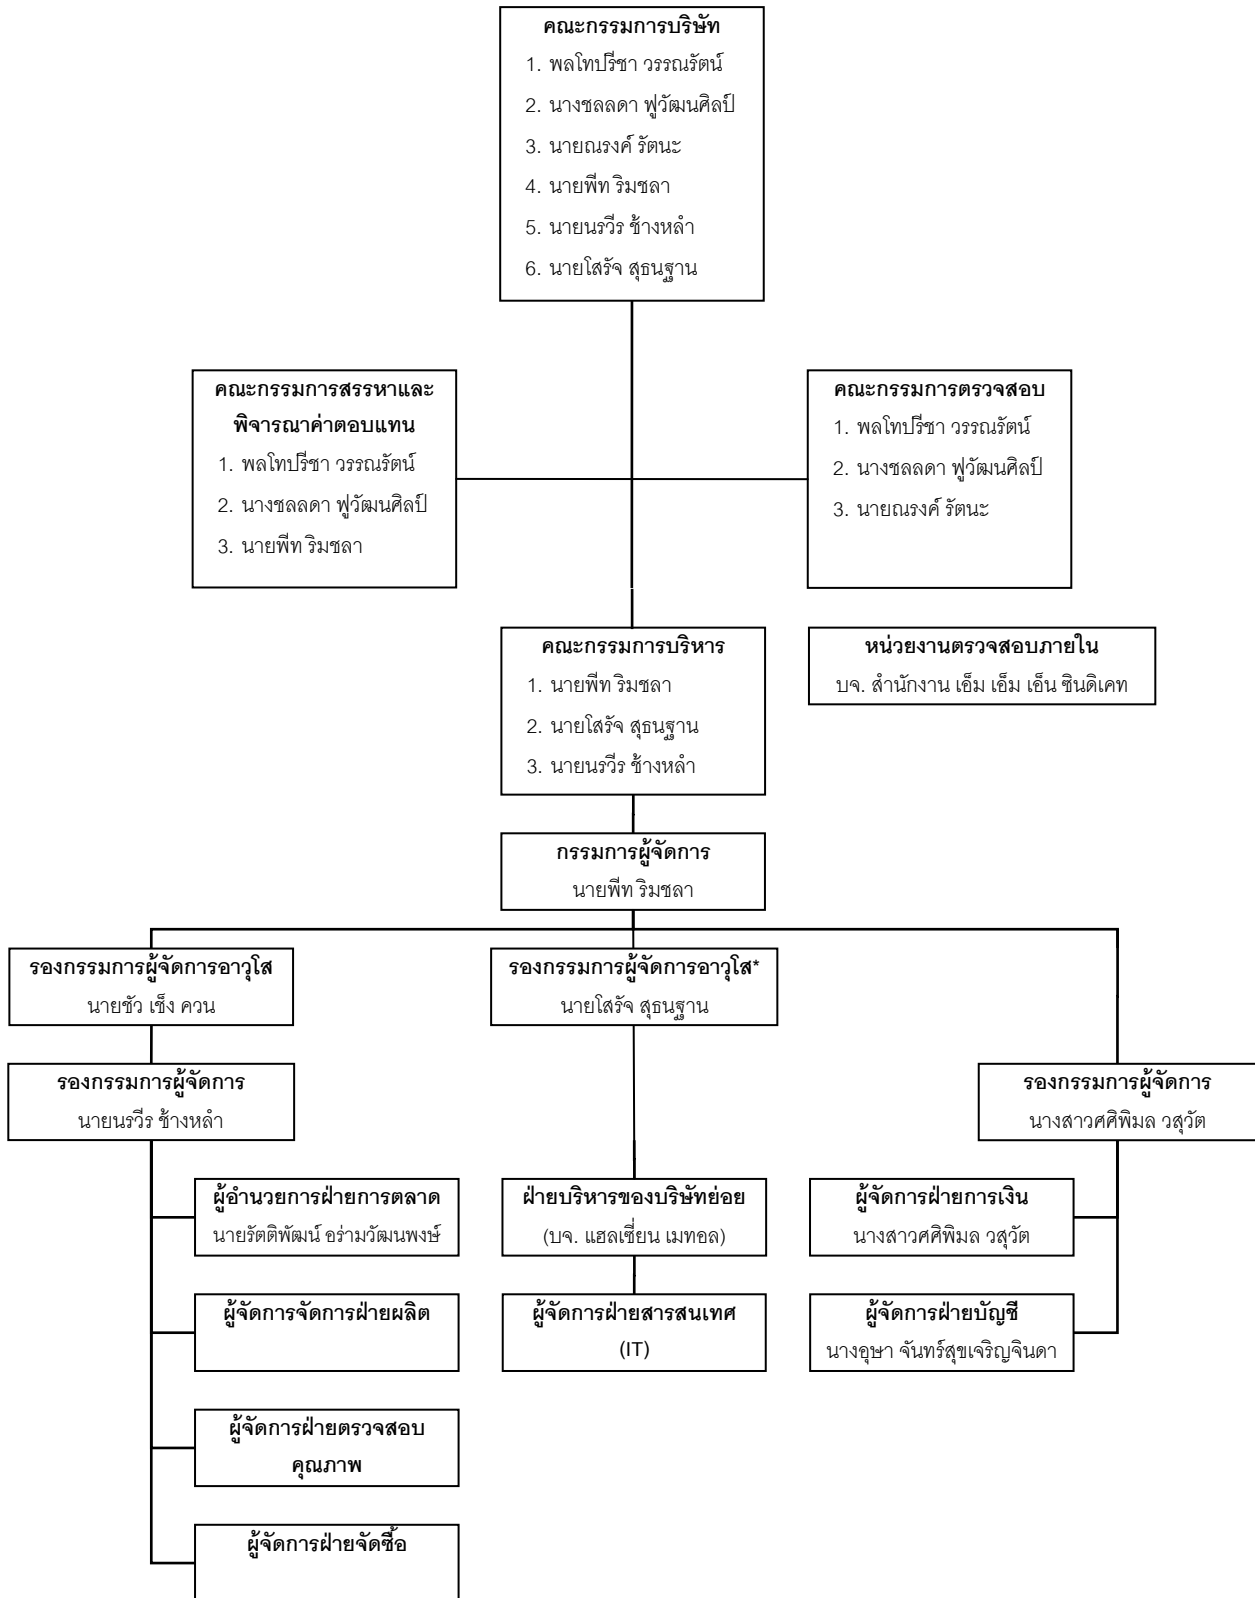 คณะกรรมการบริษัท
1. พลโทปรีชา วรรณรัตน์
2. นางชลลดา ฟูวัฒนศิลป์
3. นายณรงค์ รัตนะ
4. นายพีท ริมชลา
5. นายนรวีร ช้างหลำ
6. นายโสรัจ สุธนฐาน
คณะกรรมการสรรหาและ
พิจารณาค่าตอบแทน
1. พลโทปรีชา วรรณรัตน์
2. นางชลลดา ฟูวัฒนศิลป์
3. นายพีท ริมชลา
คณะกรรมการตรวจสอบ
1. พลโทปรีชา วรรณรัตน์
2. นางชลลดา ฟูวัฒนศิลป์
3. นายณรงค์ รัตนะ
คณะกรรมการบริหาร
1. นายพีท ริมชลา
2. นายโสรัจ สุธนฐาน
3. นายนรวีร ช้างหลำ
หน่วยงานตรวจสอบภายใน
บจ. สำนักงาน เอ็ม เอ็ม เอ็น ซินดิเคท
กรรมการผู้จัดการ
นายพีท ริมชลา
รองกรรมการผู้จัดการอาวุโส
นายชัว เช็ง ควน
รองกรรมการผู้จัดการอาวุโส*
นายโสรัจ สุธนฐาน
รองกรรมการผู้จัดการ
นายนรวีร ช้างหลำ
รองกรรมการผู้จัดการ
นางสาวศศิพิมล วสุวัต
ผู้อำนวยการฝ่ายการตลาด
นายรัตติพัฒน์ อร่ามวัฒนพงษ์
ฝ่ายบริหารของบริษัทย่อย
(บจ. แฮลเซี่ยน เมทอล)
ผู้จัดการฝ่ายการเงิน
นางสาวศศิพิมล วสุวัต
ผู้จัดการจัดการฝ่ายผลิต
ผู้จัดการฝ่ายสารสนเทศ
(IT)
ผู้จัดการฝ่ายบัญชี
นางอุษา จันทร์สุขเจริญจินดา
ผู้จัดการฝ่ายตรวจสอบ
คุณภาพ
ผู้จัดการฝ่ายจัดซื้อ